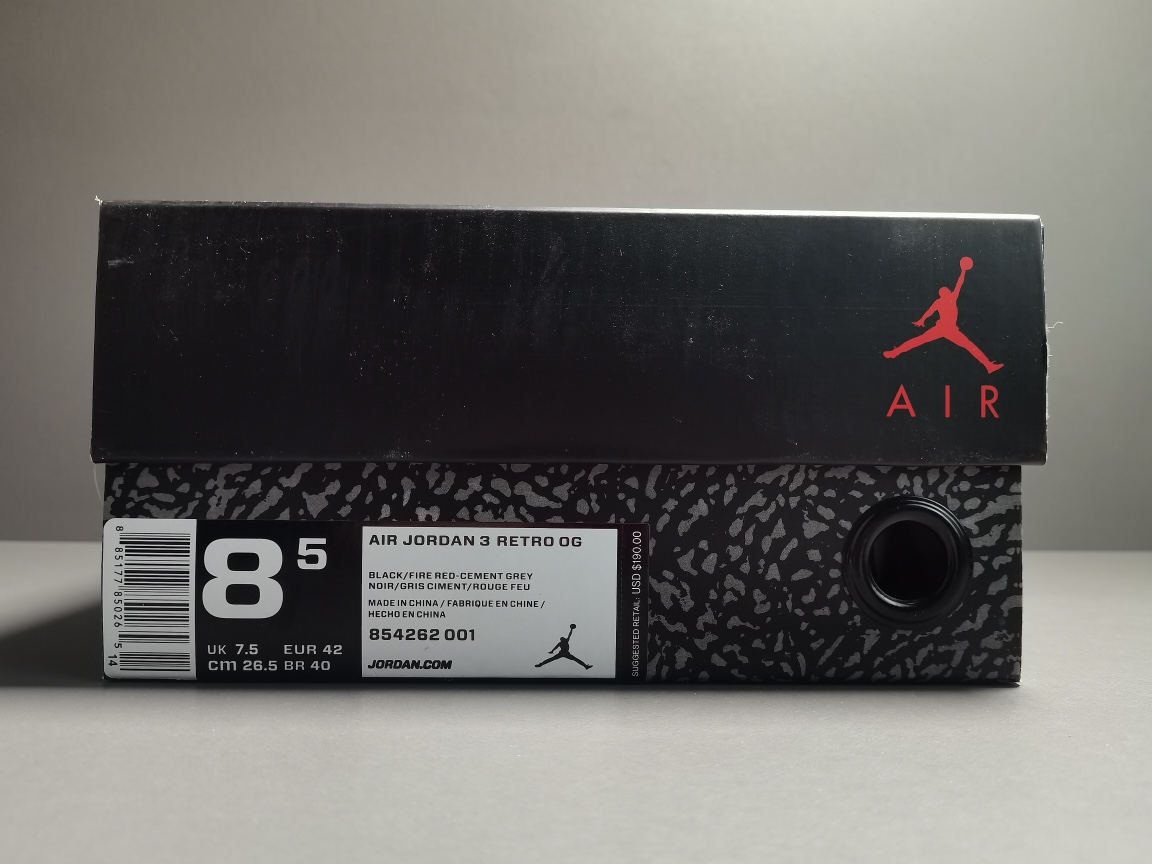 AIR
8 85177 85026 5 14
8 5
UK 7.5 EUR 42
cm 26.5 BR 40
AIR JORDAN 3 RETRO OG
BLACK/FIRE RED-CEMENT GREY
NOIR/GRIS CIMENT/ROUGE FEU
MADE IN CHINA / FABRIQUE EN CHINE /
HECHO EN CHINA
854262 001
JORDAN.COM
SUGGESTED RETAIL: USD $190.00